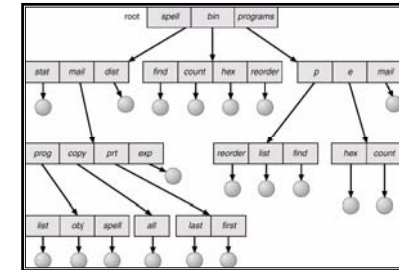 root spell bin programs
stat mail dist find count hex reorder p e mail
prog copy prt exp reorder list find hex count
list obj spell all last first